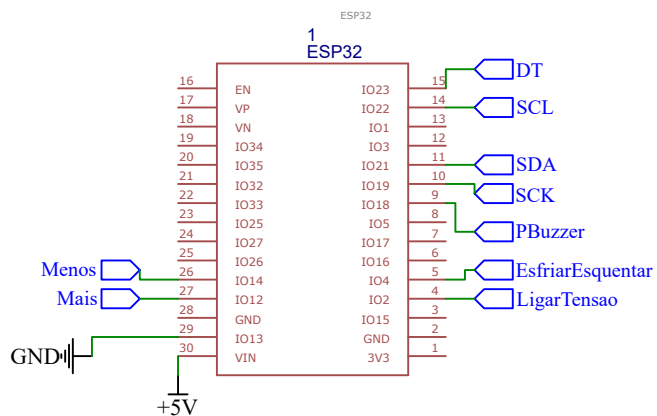 ESP32
1
ESP32
16 EN IO23 15 DT
17 VP IO22 14 SCL
18 VN IO1 13
19 IO34 IO3 12
20 IO35 IO21 11 SDA
21 IO32 IO19 10 SCK
22 IO33 IO18 9
23 IO25 IO5 8 PBuzzer
24 IO27 IO17 7
25 IO26 IO16 6
Menos 26 IO14 IO4 5 EsfriarEsquentar
Mais 27 IO12 IO2 4 LigarTensao
28 GND IO15 3
29 IO13 GND 2
GND 30 VIN 3V3 1
+5V